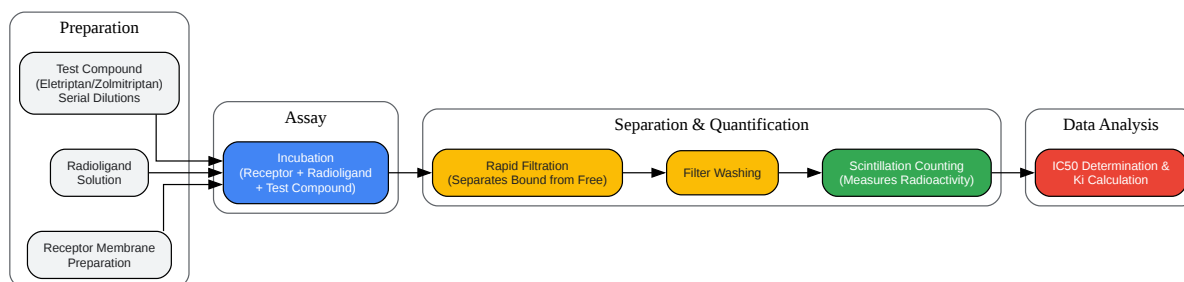 Preparation
Test Compound
(Eletriptan/Zolmitriptan)
Serial Dilutions
Radioligand
Solution
Receptor Membrane
Preparation
Assay
Incubation
(Receptor + Radioligand
+ Test Compound)
Separation & Quantification
Rapid Filtration
(Separates Bound from Free)
Filter Washing
Scintillation Counting
(Measures Radioactivity)
Data Analysis
IC50 Determination &
Ki Calculation